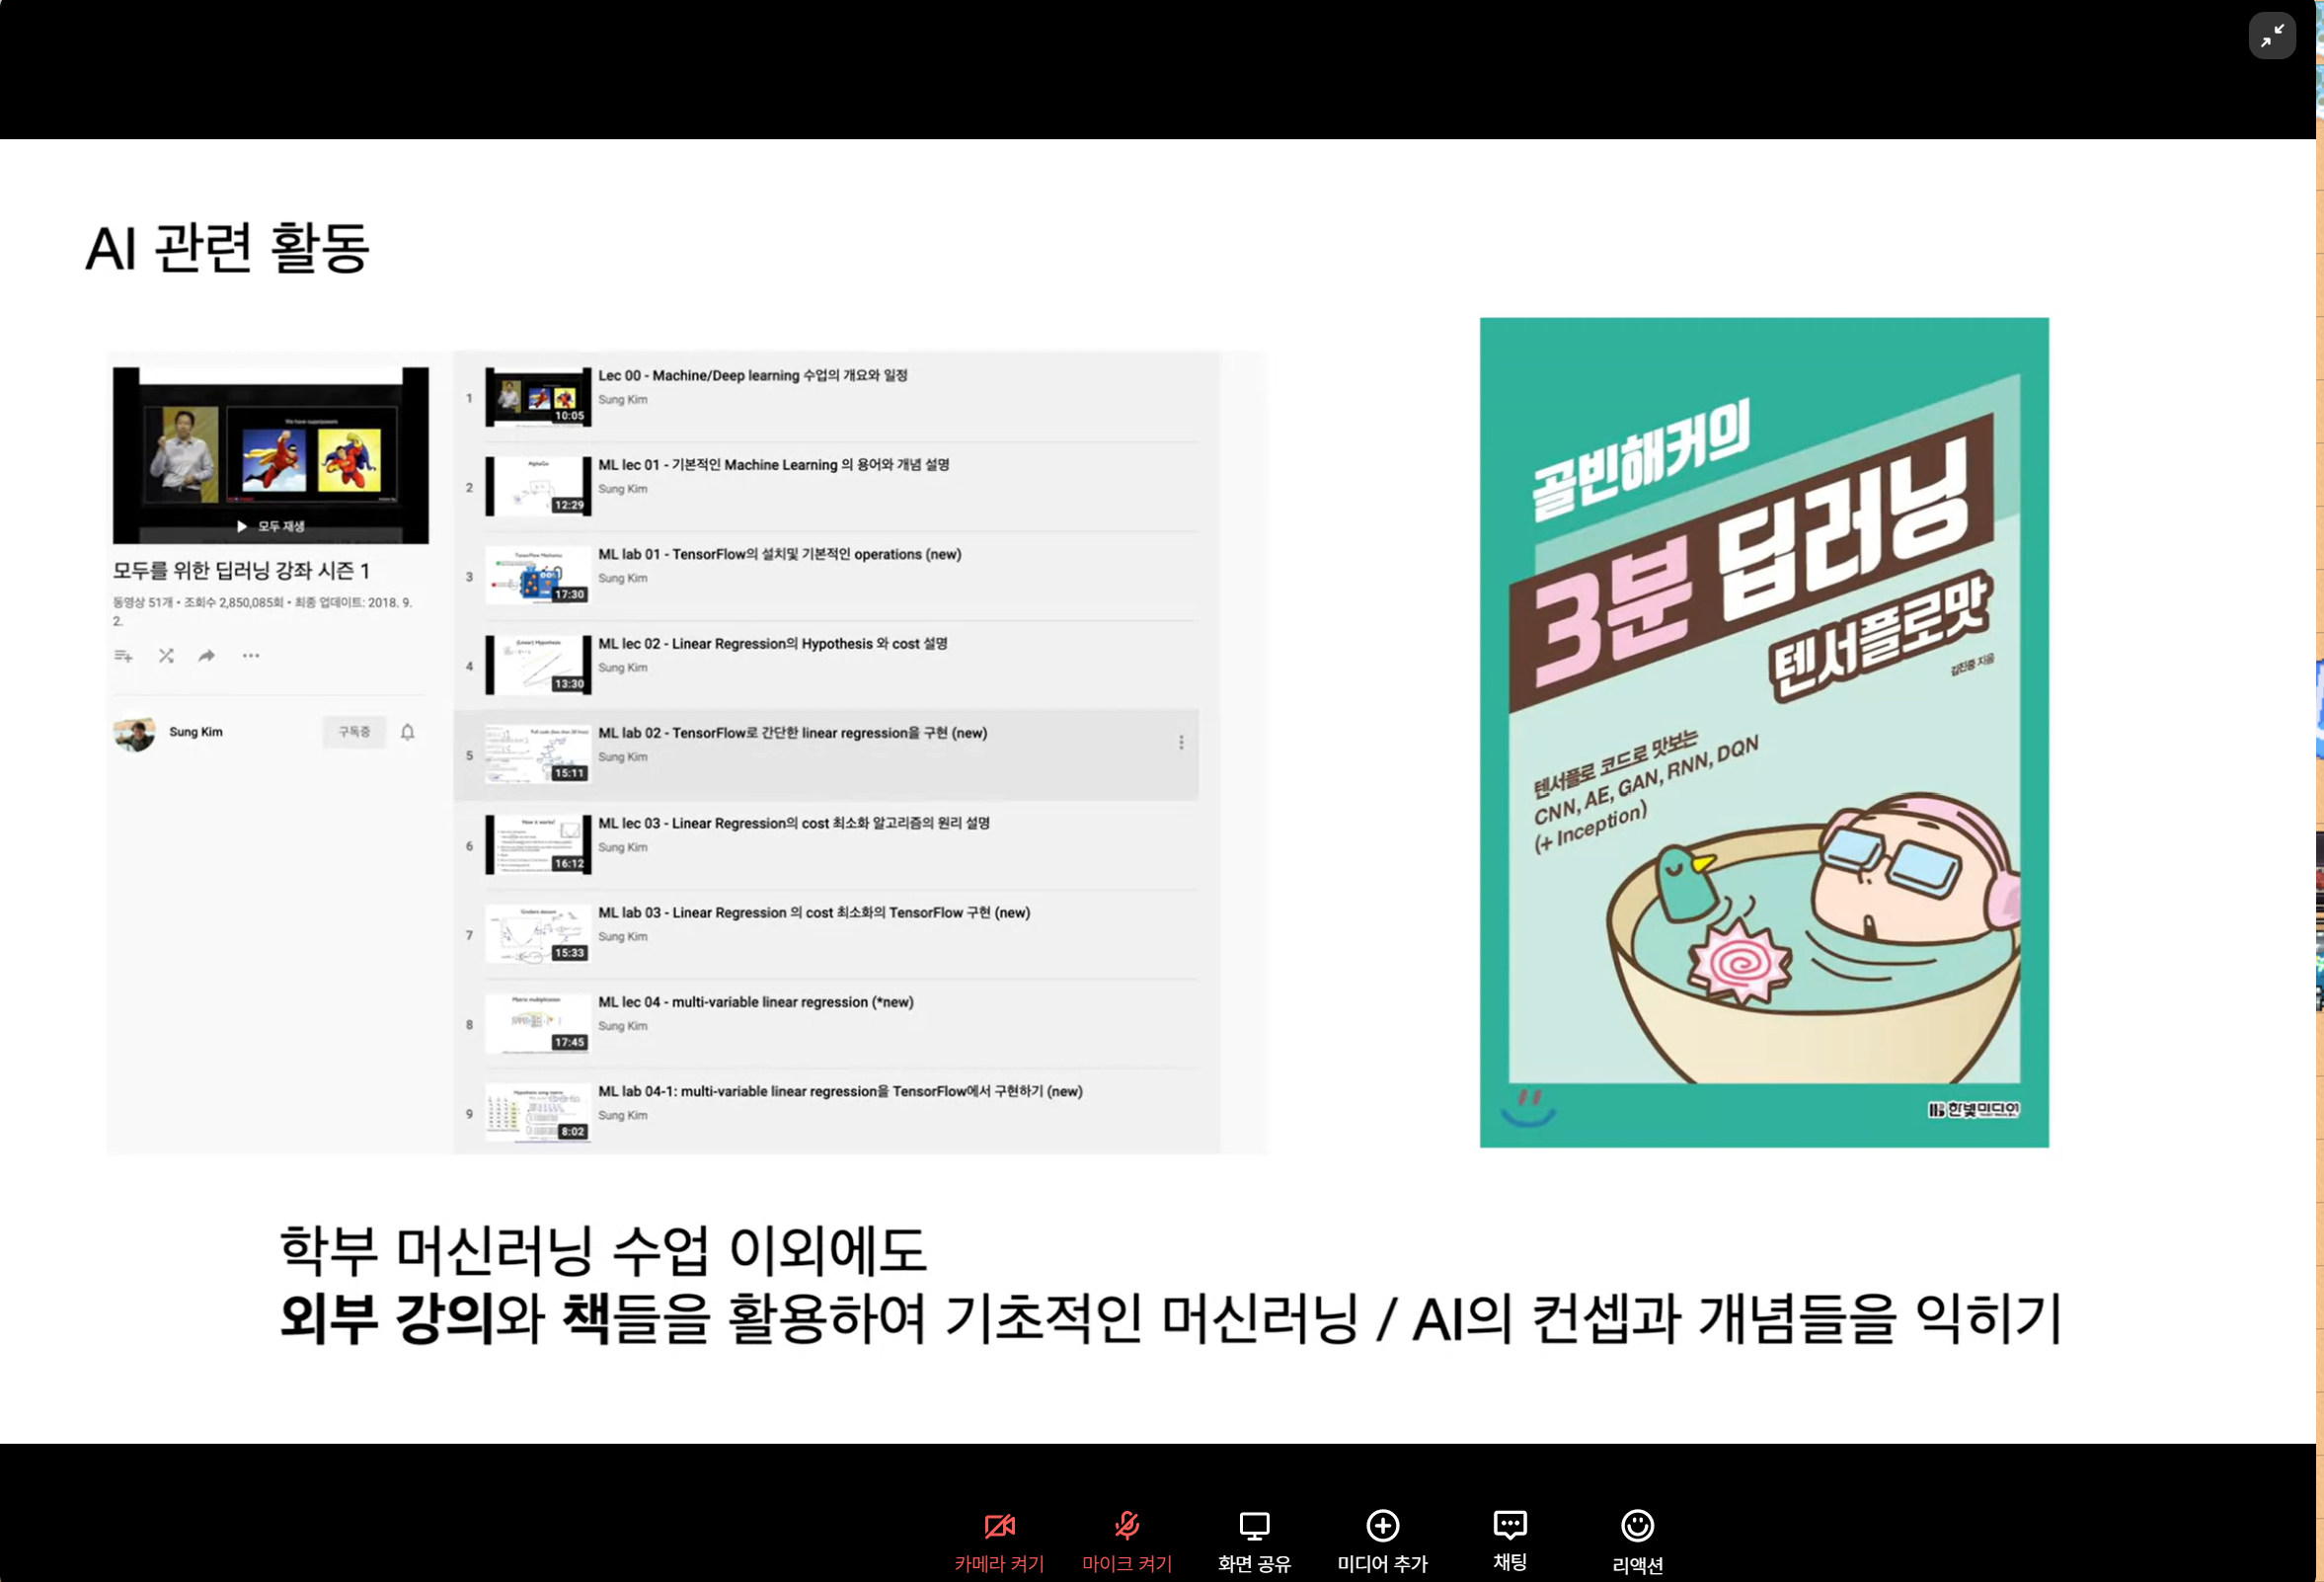 AI 관련 활동
모두 재생
모두를 위한 딥러닝 강좌 시즌 1
동영상 51개 • 조회수 2,850,085회 • 최종 업데이트: 2018. 9.
2.
Sung Kim
구독중
1
10:05
Lec 00 - Machine/Deep learning 수업의 개요와 일정
Sung Kim
2
AlphaGo
12:29
ML lec 01 - 기본적인 Machine Learning 의 용어와 개념 설명
Sung Kim
3
TensorFlow Mechanics
17:30
ML lab 01 - TensorFlow의 설치및 기본적인 operations (new)
Sung Kim
4
(Linear) Hypothesis
13:30
ML lec 02 - Linear Regression의 Hypothesis 와 cost 설명
Sung Kim
5
15:11
ML lab 02 - TensorFlow로 간단한 linear regression을 구현 (new)
Sung Kim
6
How it works?
16:12
ML lec 03 - Linear Regression의 cost 최소화 알고리즘의 원리 설명
Sung Kim
7
Gradient descent
15:33
ML lab 03 - Linear Regression 의 cost 최소화의 TensorFlow 구현 (new)
Sung Kim
8
Matrix multiplication
17:45
ML lec 04 - multi-variable linear regression (*new)
Sung Kim
9
Hypothesis using matrix
8:02
ML lab 04-1: multi-variable linear regression을 TensorFlow에서 구현하기 (new)
Sung Kim
골빈해커의
3분 딥러닝
텐서플로맛
김진중 지음
텐서플로 코드로 맛보는
CNN, AE, GAN, RNN, DQN
(+ Inception)
한빛미디어
학부 머신러닝 수업 이외에도
외부 강의와 책들을 활용하여 기초적인 머신러닝 / AI의 컨셉과 개념들을 익히기
카메라 켜기
마이크 켜기
화면 공유
미디어 추가
채팅
리액션